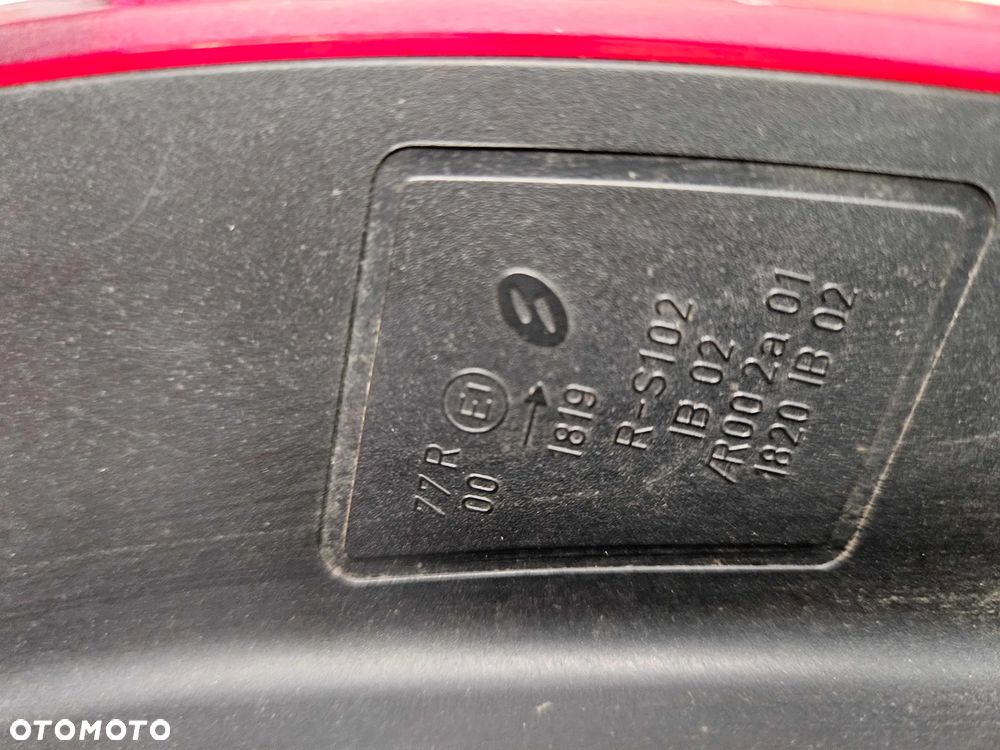 77R
00
E1
1819
R-S102
IB 02
AR00 2a 01
1820 IB 02
OTOMOTO